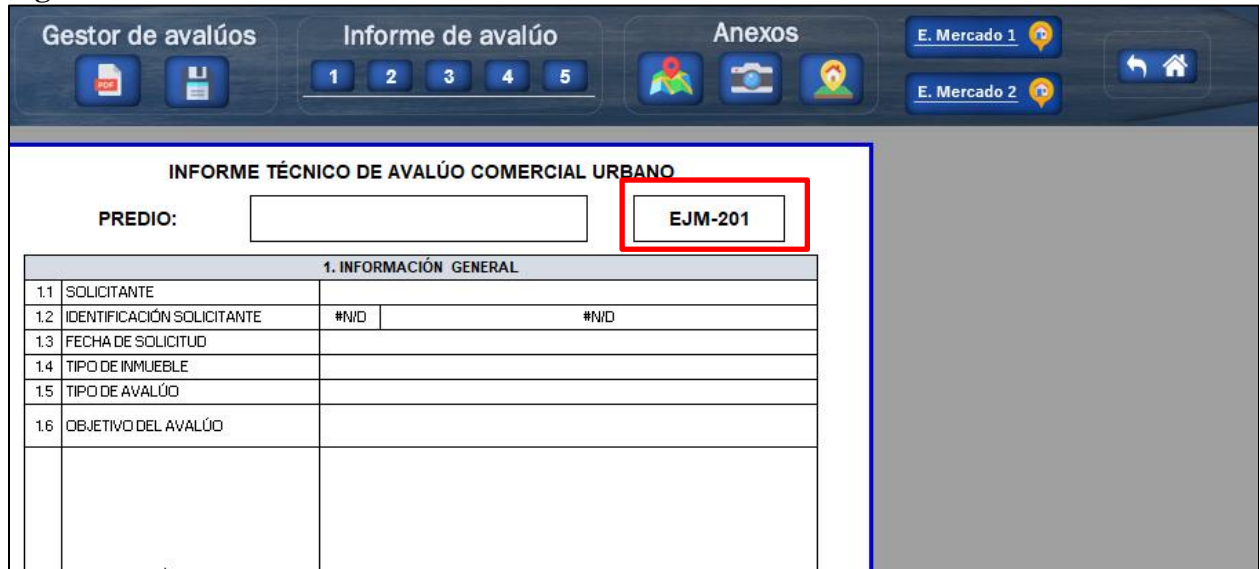 Gestor de avalúos
Informe de avalúo
Anexos
E. Mercado 1
PDF
1 2 3 4 5
E. Mercado 2
INFORME TÉCNICO DE AVALÚO COMERCIAL URBANO
PREDIO:
EJM-201
1. INFORMACIÓN GENERAL
1.1 SOLICITANTE
1.2 IDENTIFICACIÓN SOLICITANTE #N/D #N/D
1.3 FECHA DE SOLICITUD
1.4 TIPO DE INMUEBLE
1.5 TIPO DE AVALÚO
1.6 OBJETIVO DEL AVALÚO